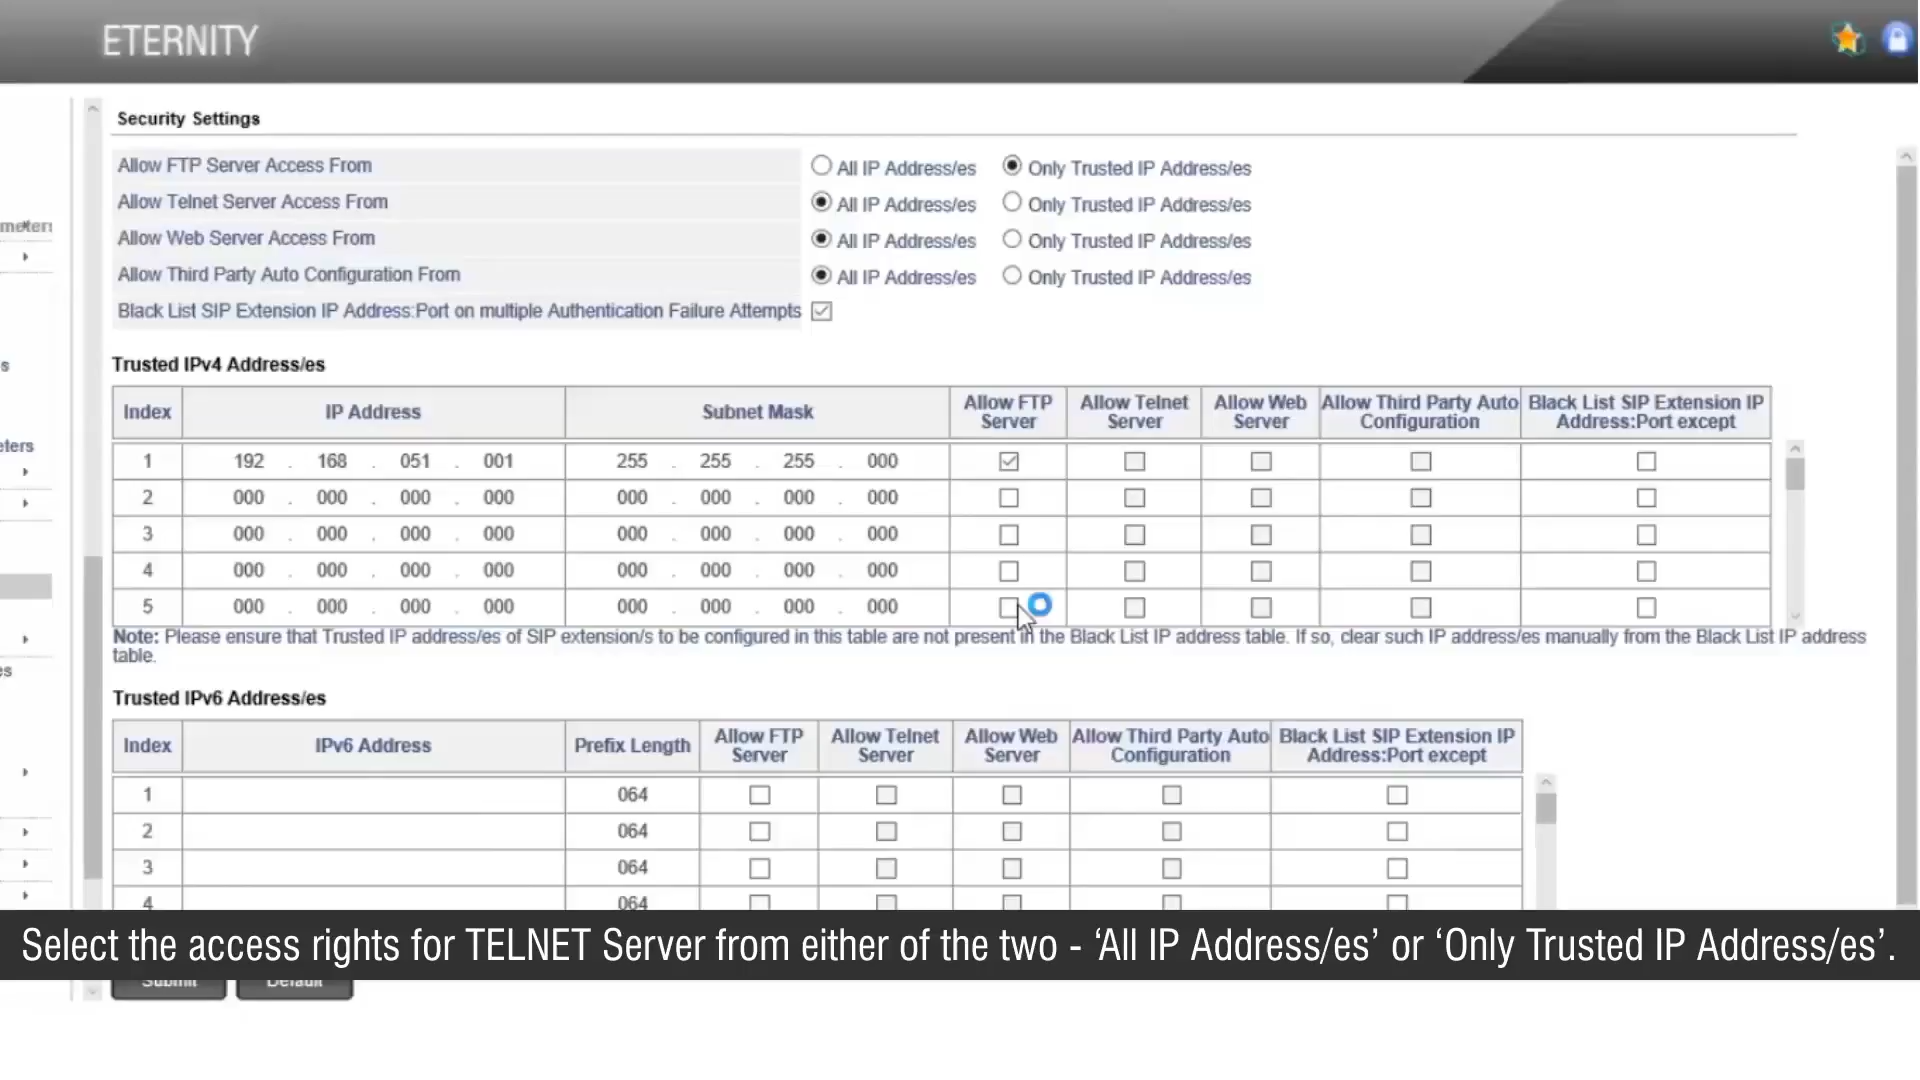 ETERNITY
Security Settings
Allow FTP Server Access From All IP Address/es Only Trusted IP Address/es
Allow Telnet Server Access From All IP Address/es Only Trusted IP Address/es
meters
Allow Web Server Access From All IP Address/es Only Trusted IP Address/es
Allow Third Party Auto Configuration From All IP Address/es Only Trusted IP Address/es
Black List SIP Extension IP Address:Port on multiple Authentication Failure Attempts
s
Trusted IPv4 Address/es
Index IP Address Subnet Mask Allow FTP Server Allow Telnet Server Allow Web Server Allow Third Party Auto Configuration Black List SIP Extension IP Address:Port except
eters
1 192 . 168 . 051 . 001 255 . 255 . 255 . 000
2 000 . 000 . 000 . 000 000 . 000 . 000 . 000
3 000 . 000 . 000 . 000 000 . 000 . 000 . 000
4 000 . 000 . 000 . 000 000 . 000 . 000 . 000
5 000 . 000 . 000 . 000 000 . 000 . 000 . 000
Note: Please ensure that Trusted IP address/es of SIP extension/s to be configured in this table are not present in the Black List IP address table. If so, clear such IP address/es manually from the Black List IP address
table.
es
Trusted IPv6 Address/es
Index IPv6 Address Prefix Length Allow FTP Server Allow Telnet Server Allow Web Server Allow Third Party Auto Configuration Black List SIP Extension IP Address:Port except
1 064
2 064
3 064
4 064
Select the access rights for TELNET Server from either of the two - ‘All IP Address/es’ or ‘Only Trusted IP Address/es’.
Submit Default